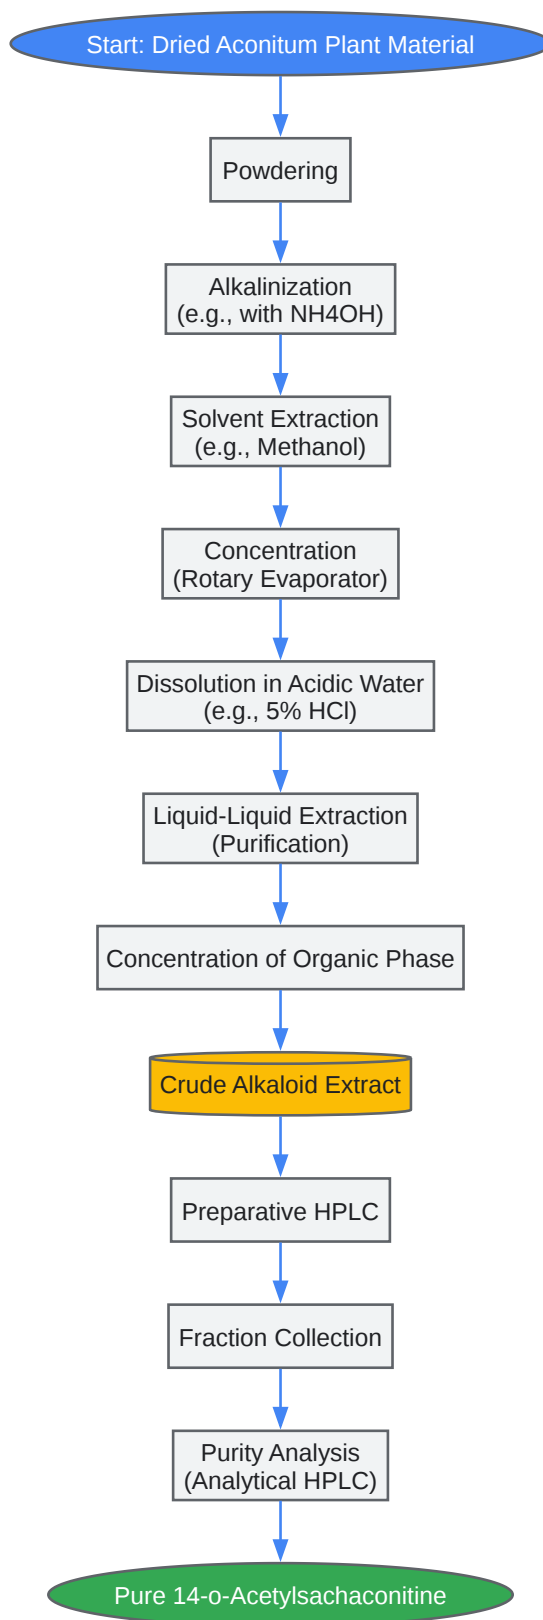 Start: Dried Aconitum Plant Material
Powdering
Alkalinization
(e.g., with NH4OH)
Solvent Extraction
(e.g., Methanol)
Concentration
(Rotary Evaporator)
Dissolution in Acidic Water
(e.g., 5% HCl)
Liquid-Liquid Extraction
(Purification)
Concentration of Organic Phase
Crude Alkaloid Extract
Preparative HPLC
Fraction Collection
Purity Analysis
(Analytical HPLC)
Pure 14-o-Acetylsachaconitine